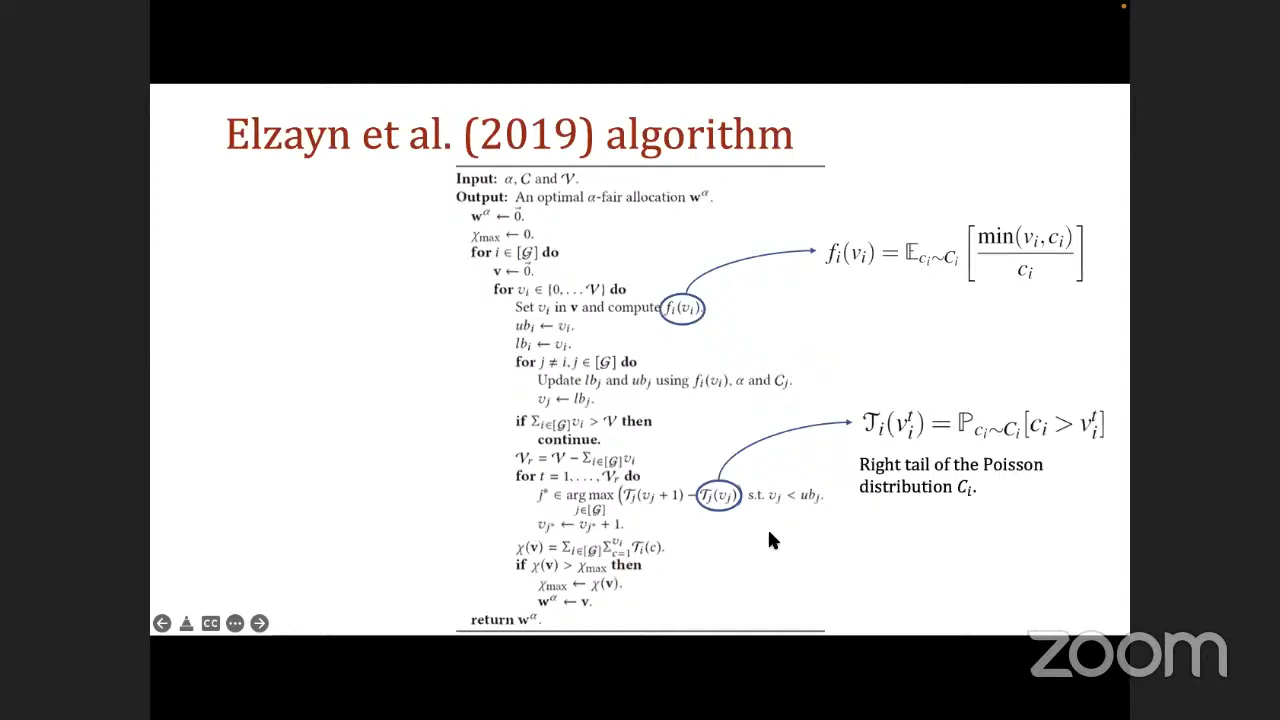 Elzayn et al. (2019) algorithm
Input: α, C and 𝒱.
Output: An optimal α-fair allocation w^α.
w^α ← 0⃗.
χ_max ← 0.
for i ∈ [𝒢] do
v ← 0⃗.
for v_i ∈ {0, . . . 𝒱} do
Set v_i in v and compute f_i(v_i).
ub_i ← v_i.
lb_i ← v_i.
for j ≠ i, j ∈ [𝒢] do
Update lb_j and ub_j using f_i(v_i), α and C_j.
v_j ← lb_j.
if Σ_{i∈[𝒢]} v_i > 𝒱 then
continue.
𝒱_r = 𝒱 − Σ_{i∈[𝒢]} v_i
for t = 1, . . . , 𝒱_r do
j* ∈ arg max_{j∈[𝒢]} (𝒯_j(v_j + 1) − 𝒯_j(v_j)) s.t. v_j < ub_j.
v_{j*} ← v_{j*} + 1.
χ(v) = Σ_{i∈[𝒢]} Σ_{c=1}^{v_i} 𝒯_i(c).
if χ(v) > χ_max then
χ_max ← χ(v).
w^α ← v.
return w^α.
f_i(v_i) = 𝔼_{c_i∼C_i} [ min(v_i, c_i) / c_i ]
𝒯_i(v_i^t) = ℙ_{c_i∼C_i}[c_i > v_i^t]
Right tail of the Poisson
distribution C_i.
CC
zoom